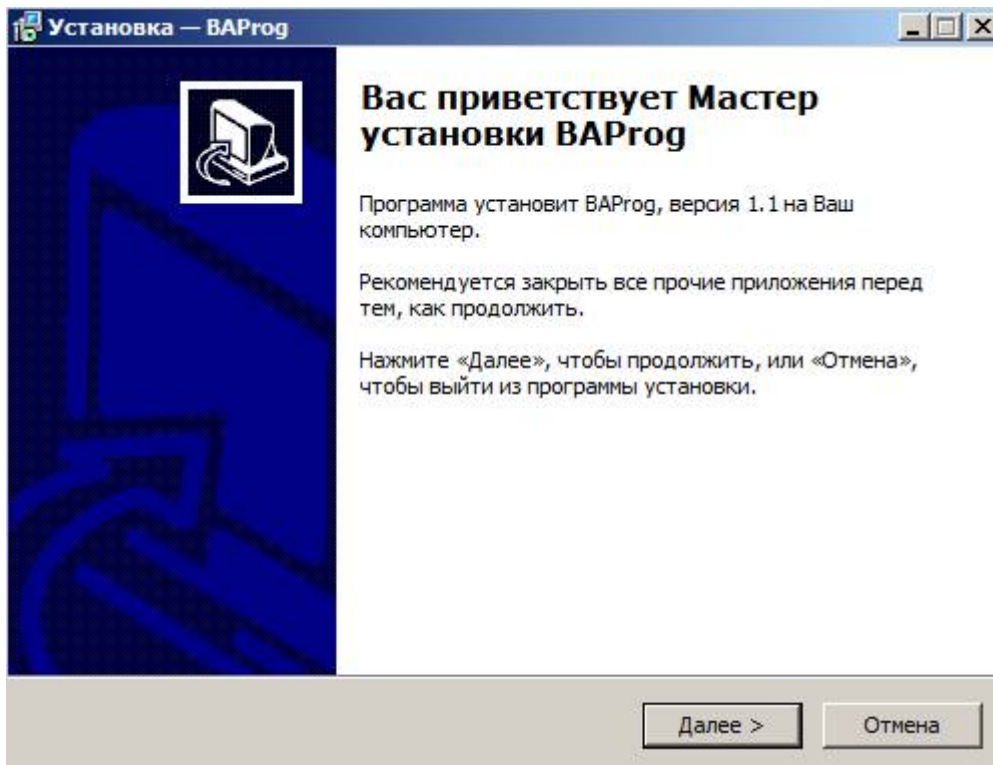 Установка — BAProg
Вас приветствует Мастер
установки BAProg
Программа установит BAProg, версия 1.1 на Ваш
компьютер.
Рекомендуется закрыть все прочие приложения перед
тем, как продолжить.
Нажмите «Далее», чтобы продолжить, или «Отмена»,
чтобы выйти из программы установки.
Далее >
Отмена